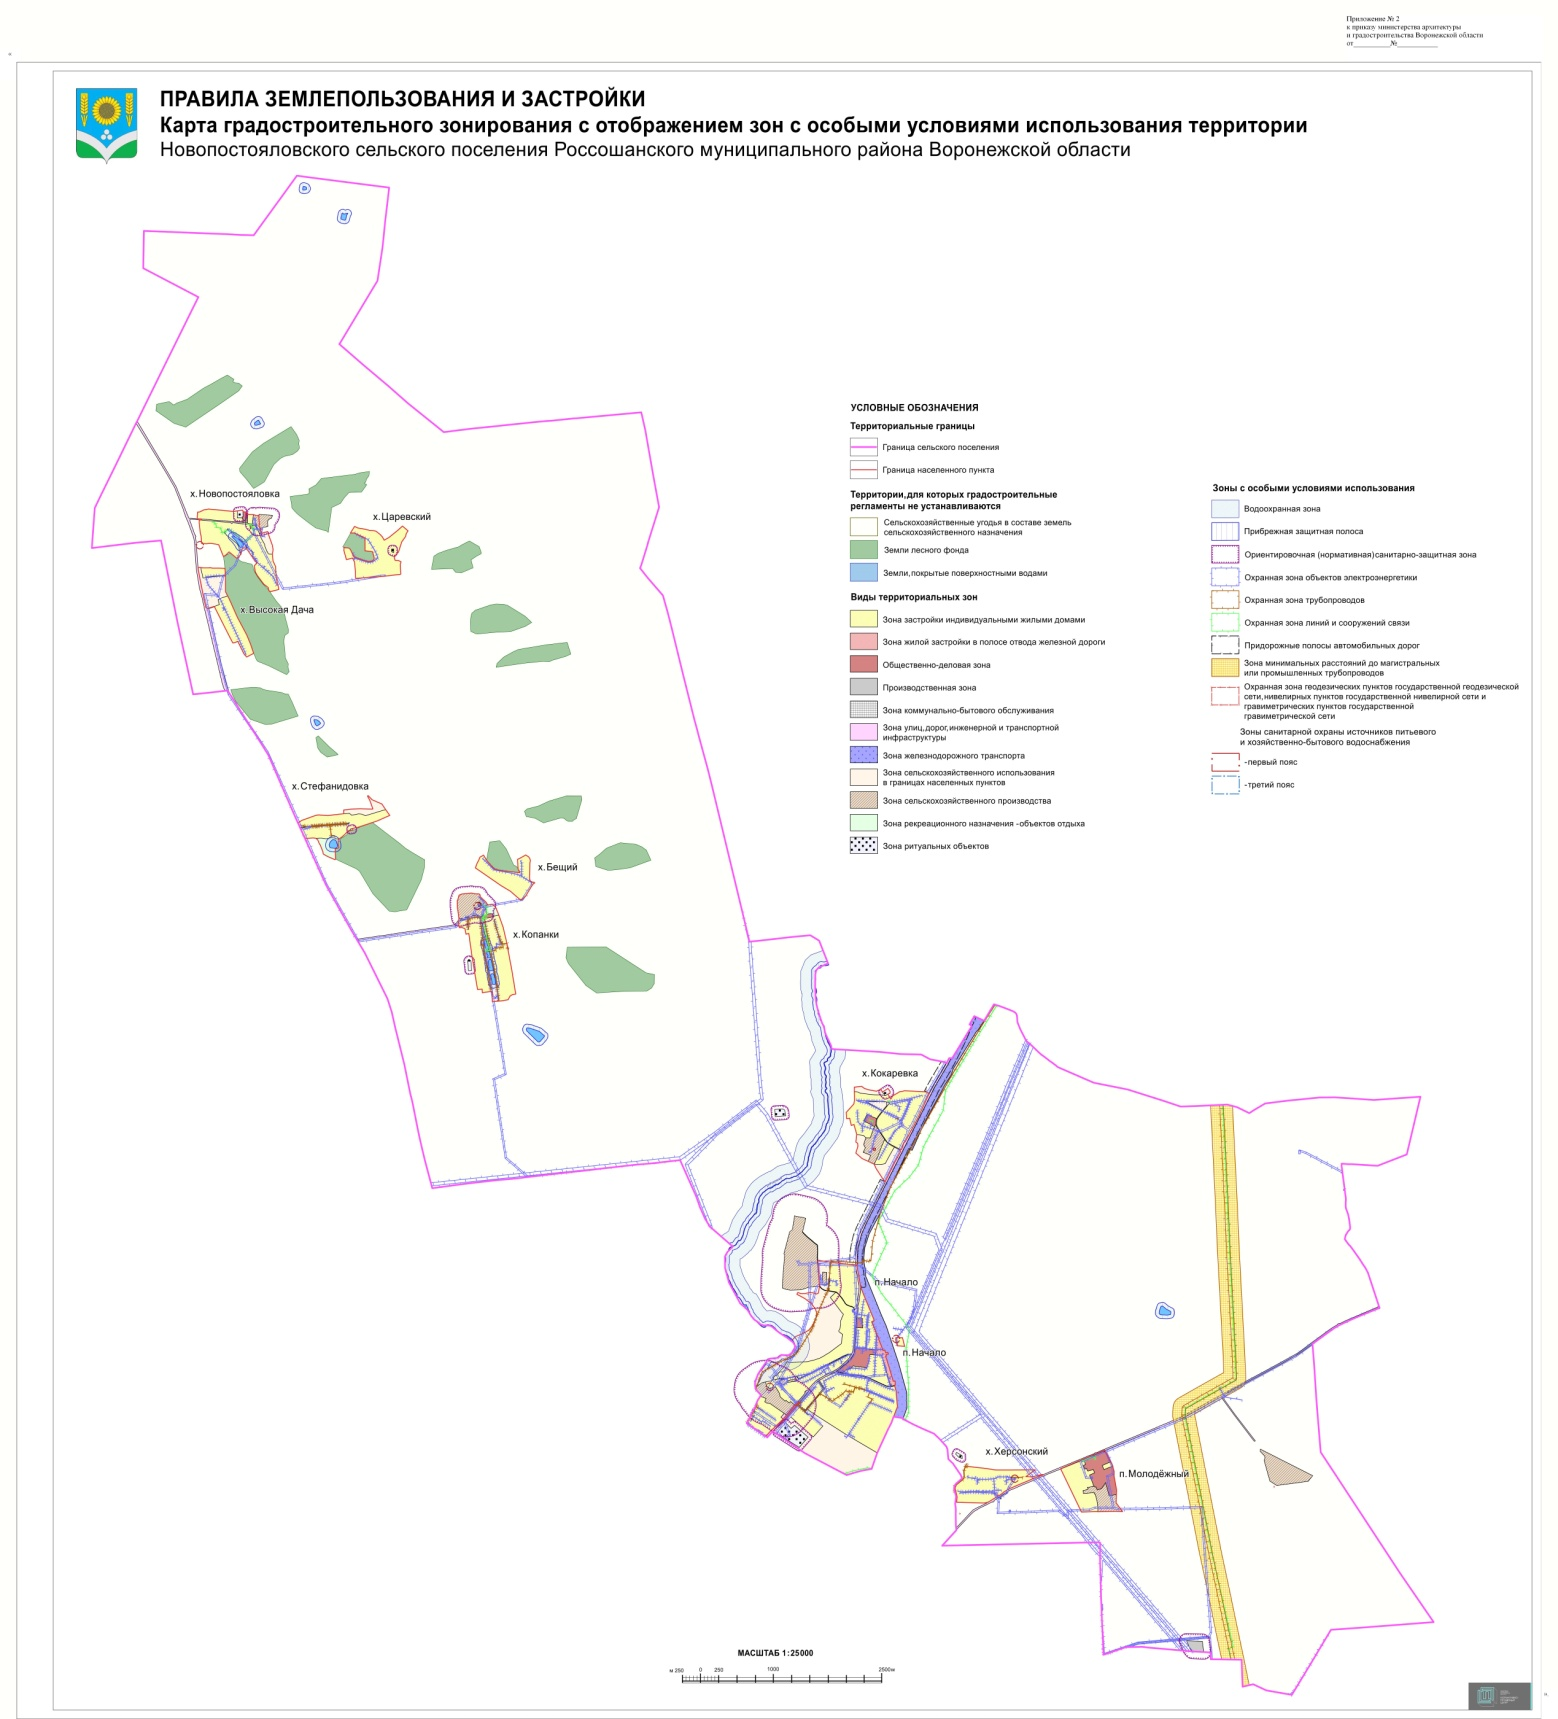 Приложение № 2
к приказу министерства архитектуры
и градостроительства Воронежской области
от__________№___________
ПРАВИЛА ЗЕМЛЕПОЛЬЗОВАНИЯ И ЗАСТРОЙКИ
Карта градостроительного зонирования с отображением зон с особыми условиями использования территории
Новопостояловского сельского поселения Россошанского муниципального района Воронежской области
х.Новопостояловка
х.Царевский
х.Высокая Дача
х.Стефанидовка
х.Бещий
х.Копанки
х.Кокаревка
п.Начало
п.Начало
х.Херсонский
п.Молодёжный
УСЛОВНЫЕ ОБОЗНАЧЕНИЯ
Территориальные границы
Граница сельского поселения
Граница населенного пункта
Территории,для которых градостроительные
регламенты не устанавливаются
Сельскохозяйственные угодья в составе земель
сельскохозяйственного назначения
Земли лесного фонда
Земли,покрытые поверхностными водами
Виды территориальных зон
Зона застройки индивидуальными жилыми домами
Зона жилой застройки в полосе отвода железной дороги
Общественно-деловая зона
Производственная зона
Зона коммунально-бытового обслуживания
Зона улиц,дорог,инженерной и транспортной
инфраструктуры
Зона железнодорожного транспорта
Зона сельскохозяйственного использования
в границах населенных пунктов
Зона сельскохозяйственного производства
Зона рекреационного назначения -объектов отдыха
Зона ритуальных объектов
Зоны с особыми условиями использования
Водоохранная зона
Прибрежная защитная полоса
Ориентировочная (нормативная)санитарно-защитная зона
Охранная зона объектов электроэнергетики
Охранная зона трубопроводов
Охранная зона линий и сооружений связи
Придорожные полосы автомобильных дорог
Зона минимальных расстояний до магистральных
или промышленных трубопроводов
Охранная зона геодезических пунктов государственной геодезической
сети,нивелирных пунктов государственной нивелирной сети и
гравиметрических пунктов государственной
гравиметрической сети
Зоны санитарной охраны источников питьевого
и хозяйственно-бытового водоснабжения
-первый пояс
-третий пояс
МАСШТАБ 1:25000
м 250 0 250 1000 2500м